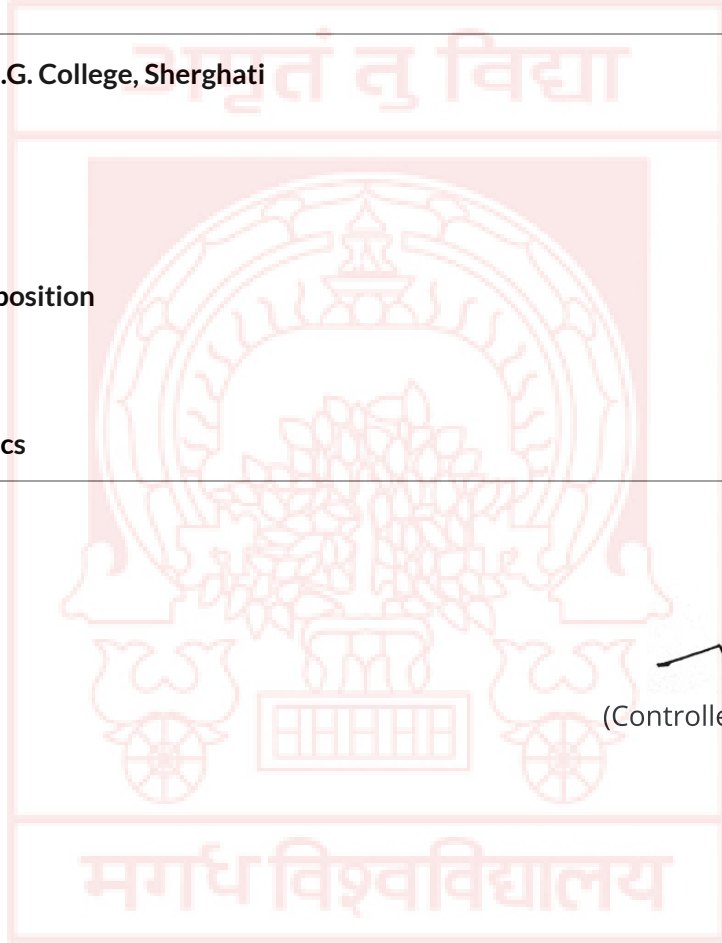 अमृतं तु विद्या
.G. College, Sherghati
position
cs
(Controlle
मगध विश्वविद्यालय